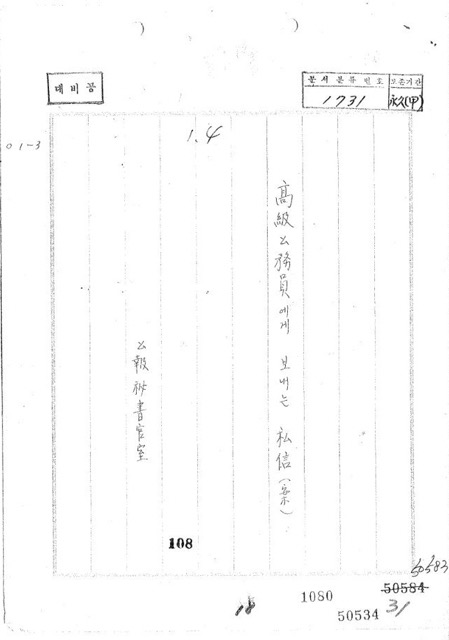 대비공
문서분류번호 보존기간
1731 永久(甲)
01-3
1.4
高級公務員에게 보내는 私信(案)
公報秘書官室
108
50583
50584
18
1080
50534
31